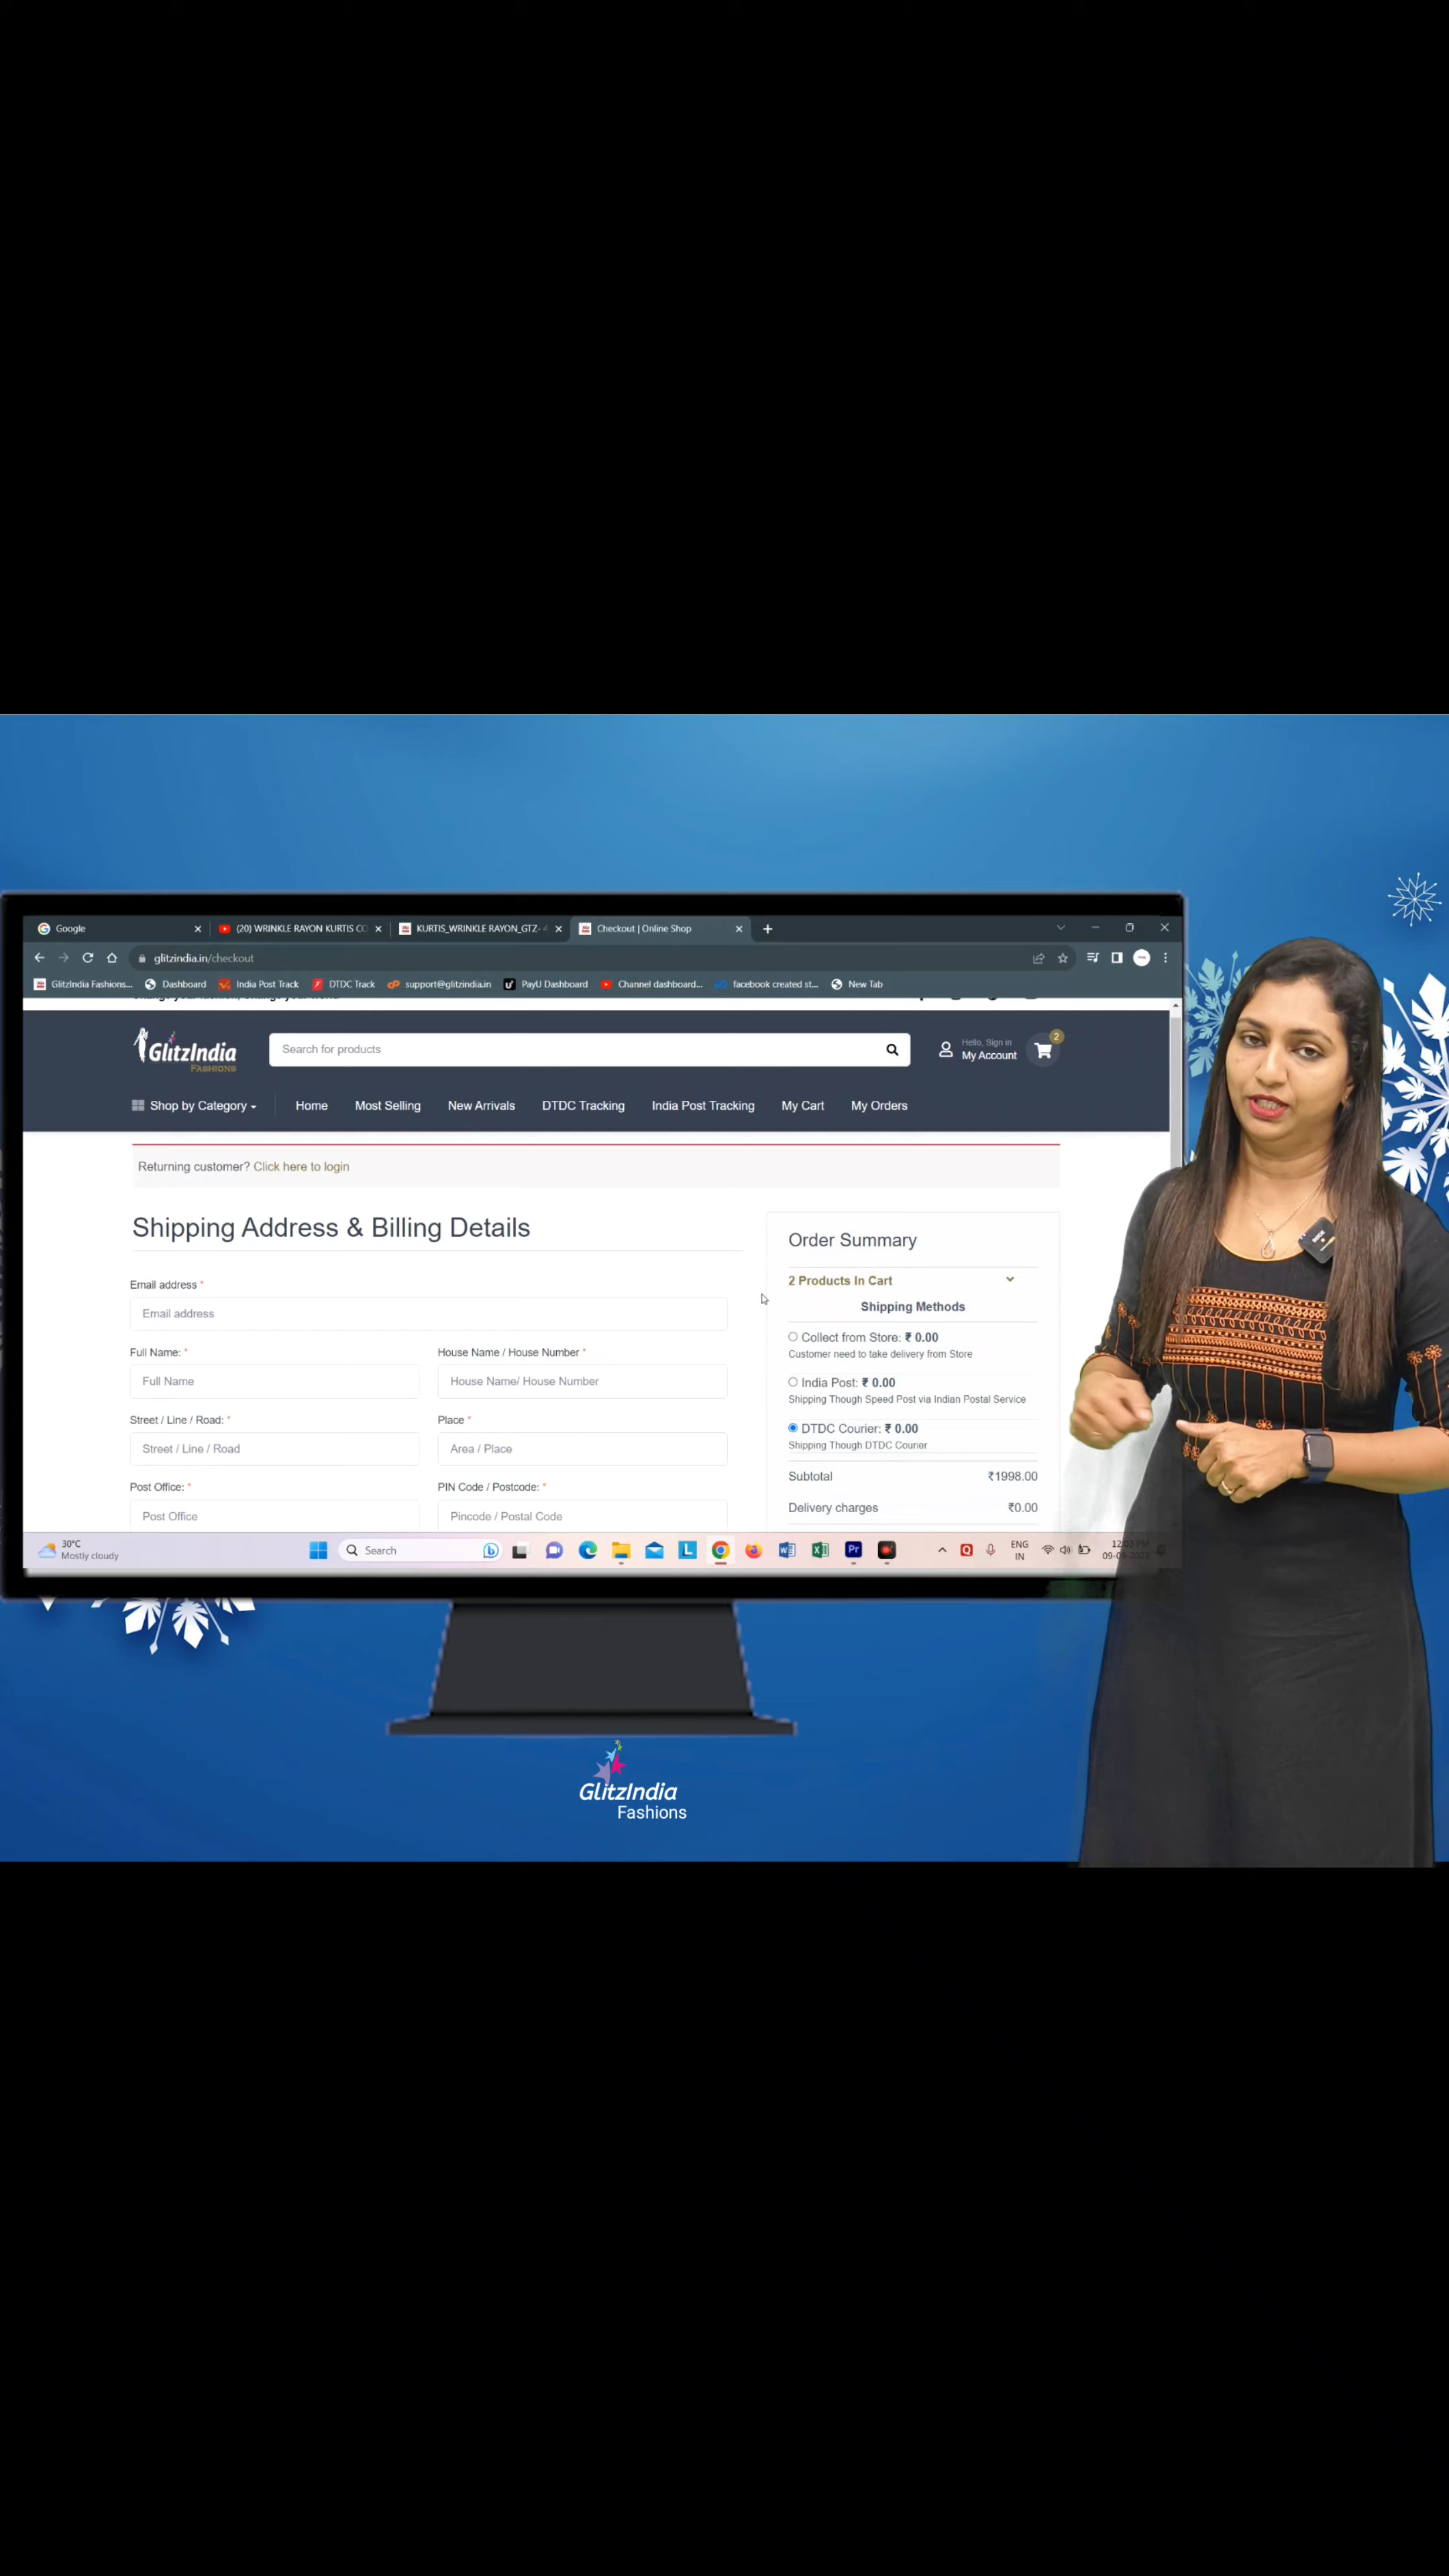 Google
(20) WRINKLE RAYON KURTIS CO
KURTIS_WRINKLE RAYON_GTZ- 4
Checkout | Online Shop
glitzindia.in/checkout
GlitzIndia Fashions...
Dashboard
India Post Track
DTDC Track
support@glitzindia.in
PayU Dashboard
Channel dashboard...
facebook created st...
New Tab
GlitzIndia
FASHIONS
Search for products
Hello, Sign in
My Account
2
Shop by Category
Home
Most Selling
New Arrivals
DTDC Tracking
India Post Tracking
My Cart
My Orders
Returning customer? Click here to login
Shipping Address & Billing Details
Email address *
Email address
Full Name: *
House Name / House Number *
Full Name
House Name/ House Number
Street / Line / Road: *
Place *
Street / Line / Road
Area / Place
Post Office: *
PIN Code / Postcode: *
Post Office
Pincode / Postal Code
Order Summary
2 Products In Cart
Shipping Methods
Collect from Store: ₹ 0.00
Customer need to take delivery from Store
India Post: ₹ 0.00
Shipping Though Speed Post via Indian Postal Service
DTDC Courier: ₹ 0.00
Shipping Though DTDC Courier
Subtotal ₹1998.00
Delivery charges ₹0.00
30°C
Mostly cloudy
Search
ENG
IN
12:03 PM
GlitzIndia
Fashions